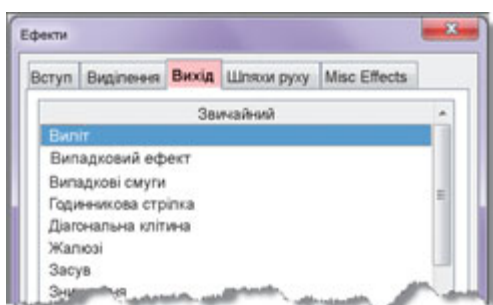 Ефекти
Вступ Виділення Вихід Шляхи руху Misc Effects
Звичайний
Виліт
Випадковий ефект
Випадкові смуги
Годинникова стрілка
Діагональна клітина
Жалюзі
Засув